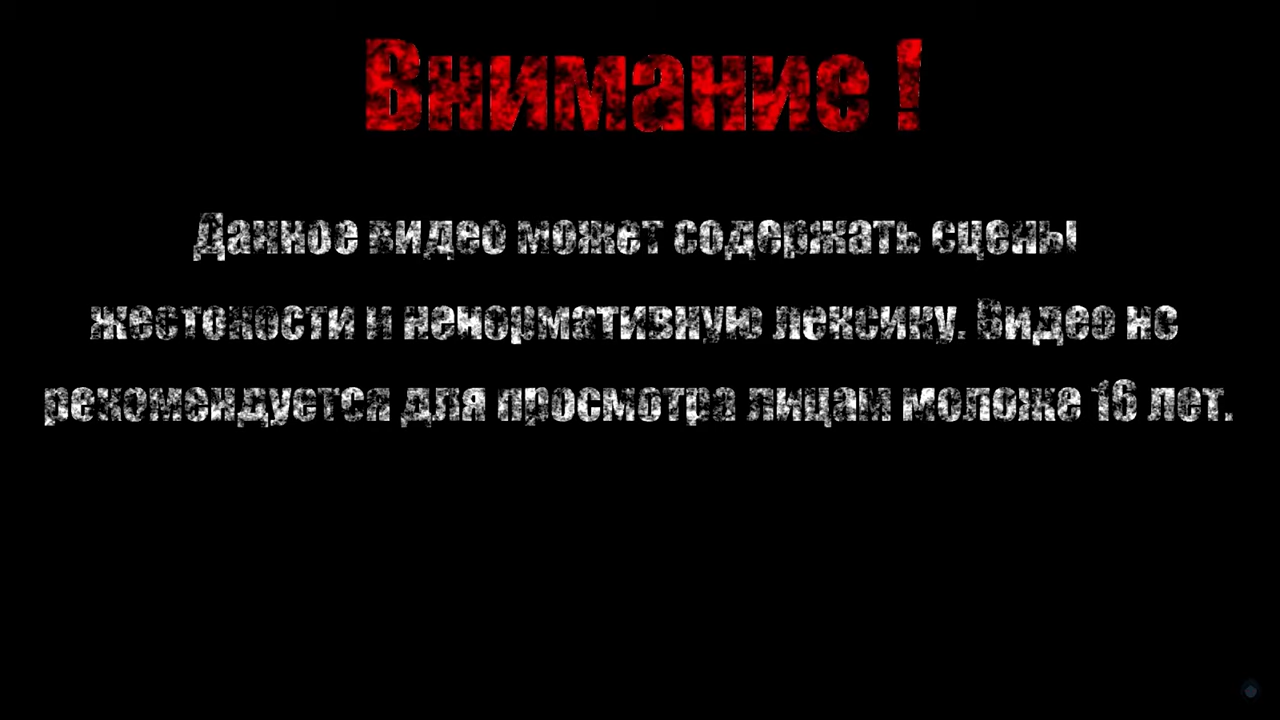 Внимание !
Данное видео может содержать сцены
жестокости и ненормативную лексику. Видео не
рекомендуется для просмотра лицам моложе 16 лет.